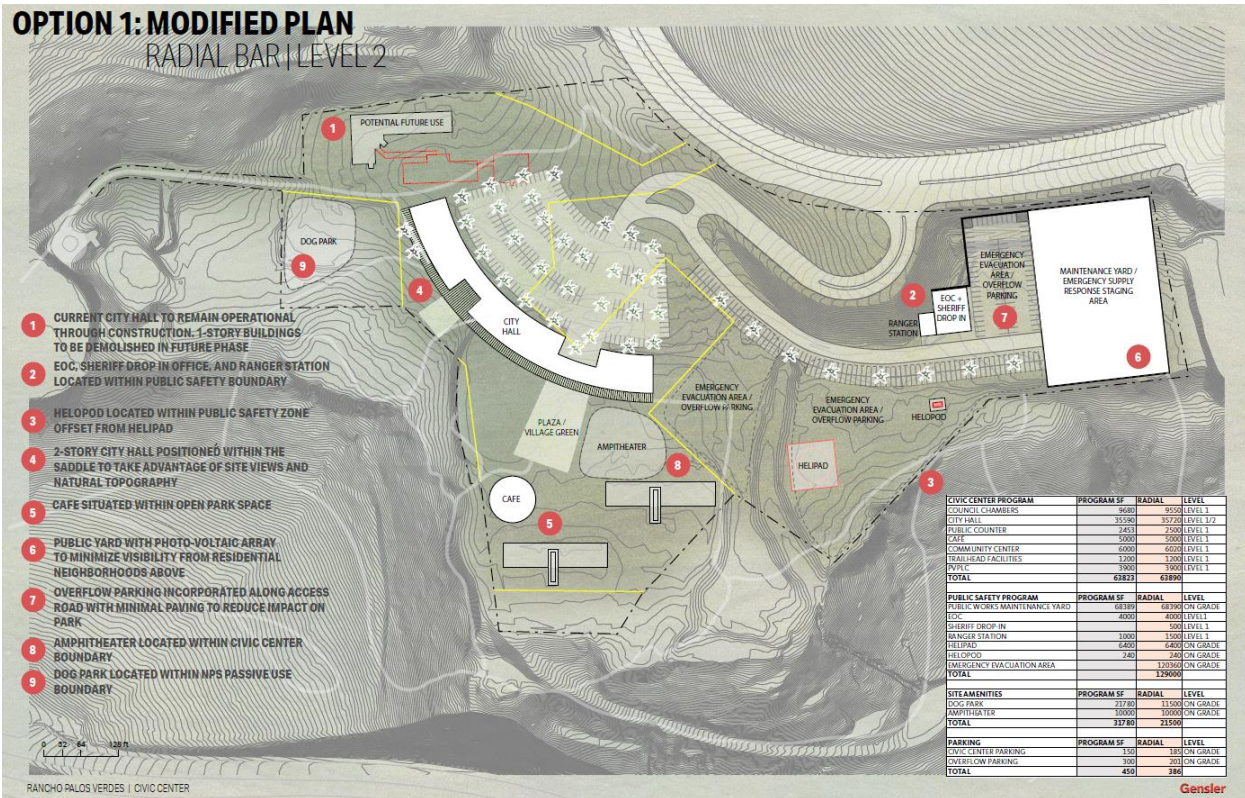 OPTION 1: MODIFIED PLAN
RADIAL BAR | LEVEL 2
1
POTENTIAL FUTURE USE
DOG PARK
9
4
CITY
HALL
2
EOC +
SHERIFF
DROP IN
RANGER
STATION
EMERGENCY
EVACUATION
AREA /
OVERFLOW
PARKING
7
MAINTENANCE YARD /
EMERGENCY SUPPLY
RESPONSE STAGING
AREA
6
EMERGENCY
EVACUATION AREA /
OVERFLOW PARKING
EMERGENCY
EVACUATION AREA /
OVERFLOW PARKING
HELOPOD
PLAZA /
VILLAGE GREEN
AMPITHEATER
8
HELIPAD
3
CAFE
5
1 CURRENT CITY HALL TO REMAIN OPERATIONAL
THROUGH CONSTRUCTION. 1-STORY BUILDINGS
TO BE DEMOLISHED IN FUTURE PHASE
2 EOC, SHERIFF DROP IN OFFICE, AND RANGER STATION
LOCATED WITHIN PUBLIC SAFETY BOUNDARY
3 HELOPOD LOCATED WITHIN PUBLIC SAFETY ZONE
OFFSET FROM HELIPAD
4 2-STORY CITY HALL POSITIONED WITHIN THE
SADDLE TO TAKE ADVANTAGE OF SITE VIEWS AND
NATURAL TOPOGRAPHY
5 CAFE SITUATED WITHIN OPEN PARK SPACE
6 PUBLIC YARD WITH PHOTO-VOLTAIC ARRAY
TO MINIMIZE VISIBILITY FROM RESIDENTIAL
NEIGHBORHOODS ABOVE
7 OVERFLOW PARKING INCORPORATED ALONG ACCESS
ROAD WITH MINIMAL PAVING TO REDUCE IMPACT ON
PARK
8 AMPHITHEATER LOCATED WITHIN CIVIC CENTER
BOUNDARY
9 DOG PARK LOCATED WITHIN NPS PASSIVE USE
BOUNDARY
0 32 64 128 ft
CIVIC CENTER PROGRAM PROGRAM SF RADIAL LEVEL
COUNCIL CHAMBERS 9680 9550 LEVEL 1
CITY HALL 35590 35720 LEVEL 1/2
PUBLIC COUNTER 2453 2500 LEVEL 1
CAFÉ 5000 5000 LEVEL 1
COMMUNITY CENTER 6000 6020 LEVEL 1
TRAILHEAD FACILITIES 1200 1200 LEVEL 1
PVPLC 3900 3900 LEVEL 1
TOTAL 63823 63890
PUBLIC SAFETY PROGRAM PROGRAM SF RADIAL LEVEL
PUBLIC WORKS MAINTENANCE YARD 68389 68390 ON GRADE
EOC 4000 4000 LEVEL1
SHERIFF DROP-IN 500 LEVEL 1
RANGER STATION 1000 1500 LEVEL 1
HELIPAD 6400 6400 ON GRADE
HELOPOD 240 240 ON GRADE
EMERGENCY EVACUATION AREA 120360 ON GRADE
TOTAL 129000
SITE AMENITIES PROGRAM SF RADIAL LEVEL
DOG PARK 21780 11500 ON GRADE
AMPITHEATER 10000 10000 ON GRADE
TOTAL 31780 21500
PARKING PROGRAM SF RADIAL LEVEL
CIVIC CENTER PARKING 150 185 ON GRADE
OVERFLOW PARKING 300 201 ON GRADE
TOTAL 450 386
RANCHO PALOS VERDES | CIVIC CENTER
Gensler